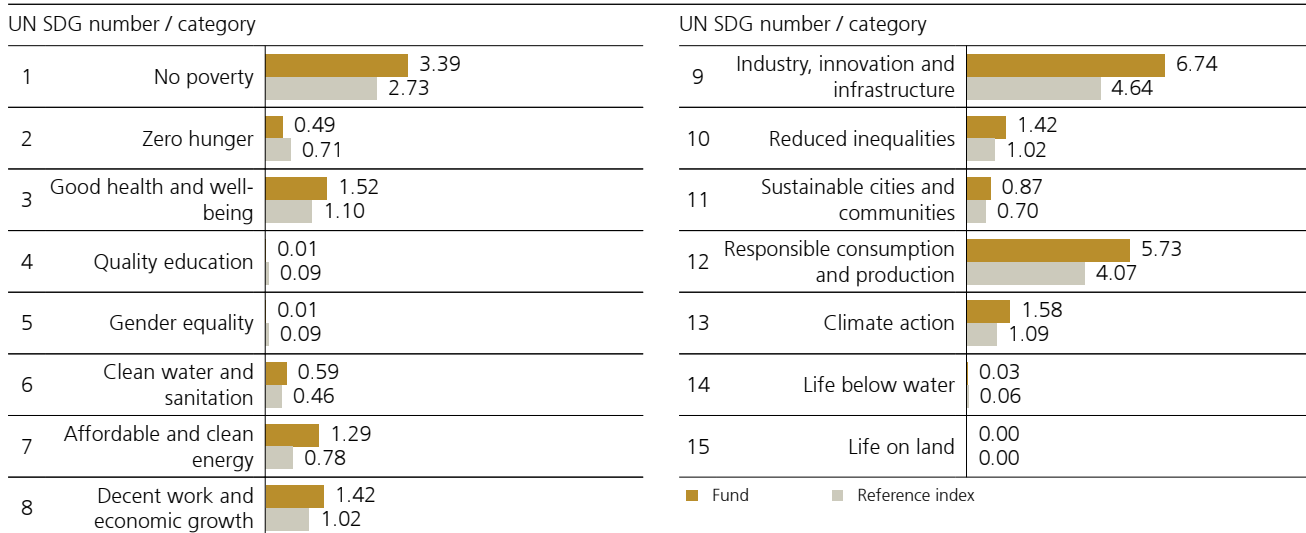 UN SDG number / category
1 No poverty 3.39
2.73
2 Zero hunger 0.49
0.71
3 Good health and well-
being 1.52
1.10
4 Quality education 0.01
0.09
5 Gender equality 0.01
0.09
6 Clean water and
sanitation 0.59
0.46
7 Affordable and clean
energy 1.29
0.78
8 Decent work and
economic growth 1.42
1.02
UN SDG number / category
9 Industry, innovation and
infrastructure 6.74
4.64
10 Reduced inequalities 1.42
1.02
11 Sustainable cities and
communities 0.87
0.70
12 Responsible consumption
and production 5.73
4.07
13 Climate action 1.58
1.09
14 Life below water 0.03
0.06
15 Life on land 0.00
0.00
Fund Reference index